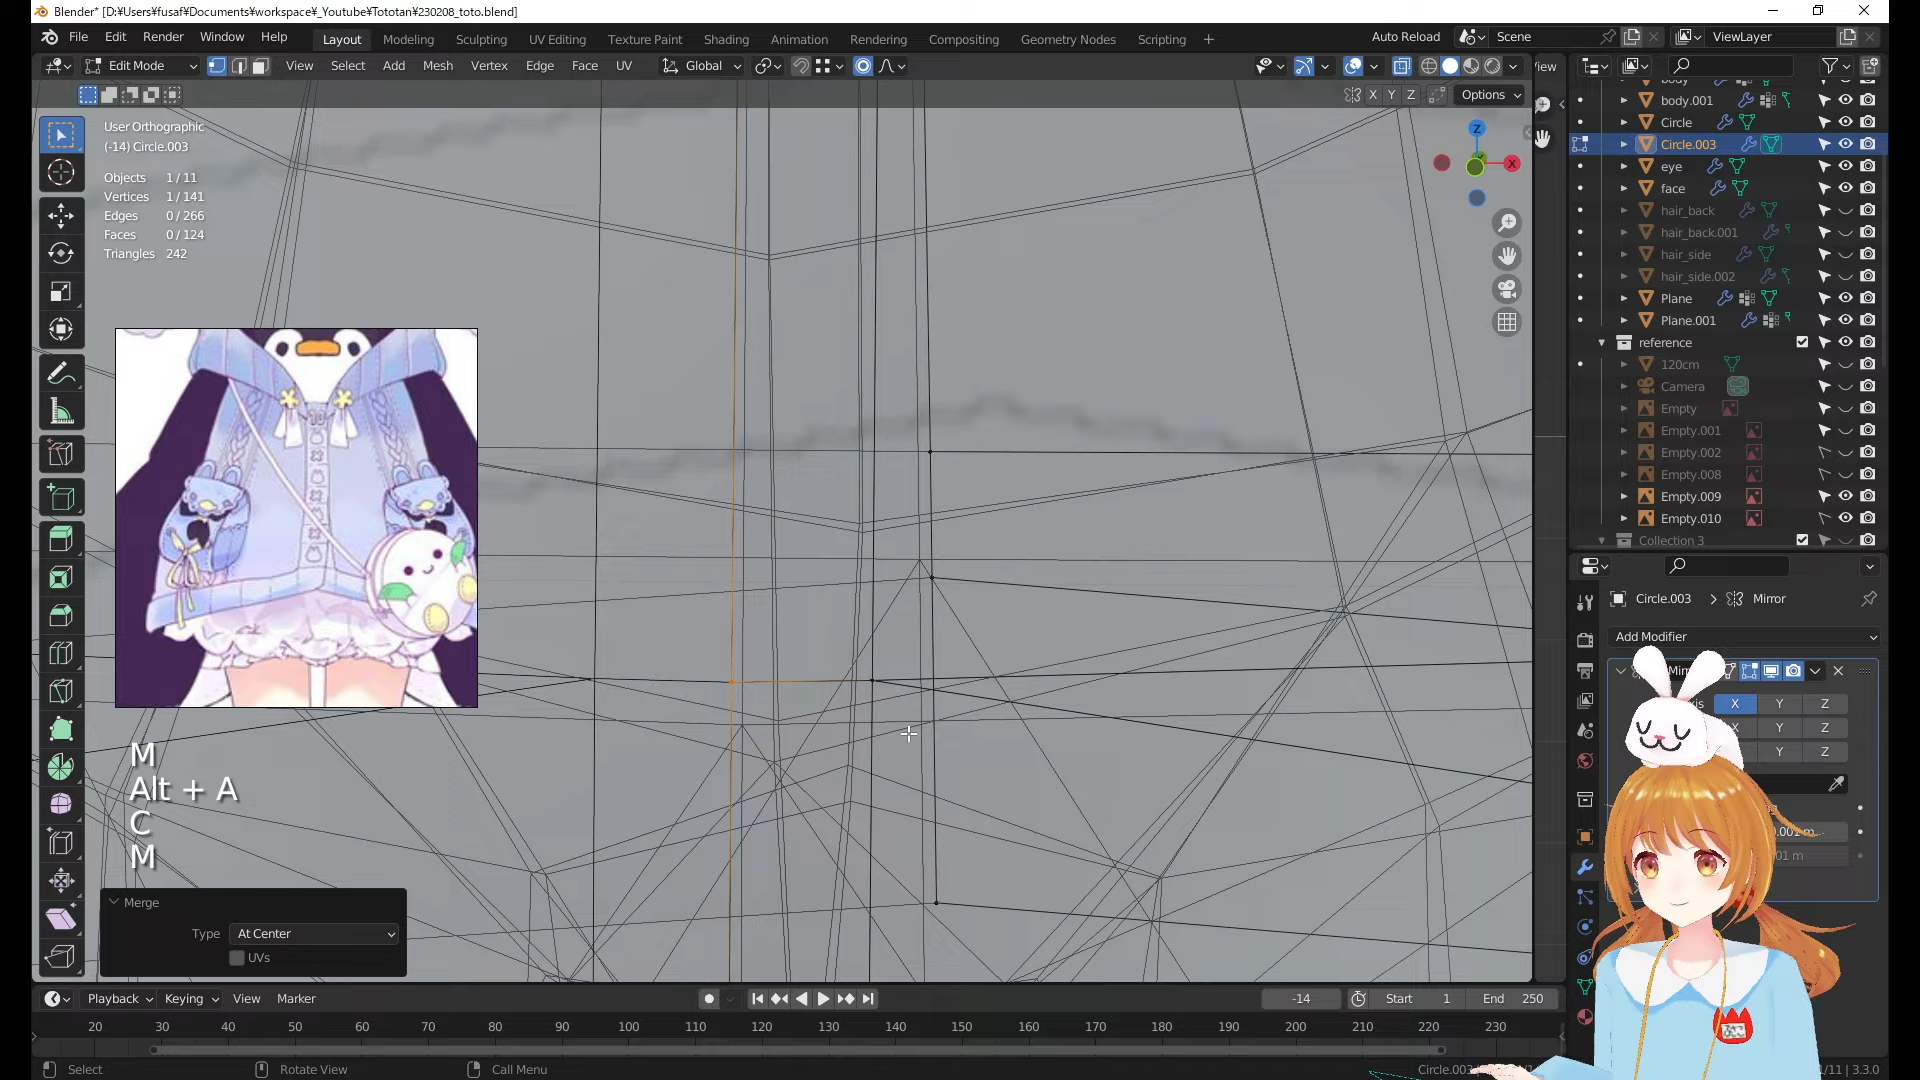 Blender* [D:¥Users¥fusaf¥Documents¥workspace¥_Youtube¥Tototan¥230208_toto.blend]
File Edit Render Window Help
Layout Modeling Sculpting UV Editing Texture Paint Shading Animation Rendering Compositing Geometry Nodes Scripting +
Auto Reload Scene ViewLayer
Edit Mode View Select Add Mesh Vertex Edge Face UV Global
X Y Z Options
User Orthographic
(-14) Circle.003
Objects 1 / 11
Vertices 1 / 141
Edges 0 / 266
Faces 0 / 124
Triangles 242
Z
X
body.001
Circle
Circle.003
eye
face
hair_back
hair_back.001
hair_side
hair_side.002
Plane
Plane.001
reference
120cm
Camera
Empty
Empty.001
Empty.002
Empty.008
Empty.009
Empty.010
Collection 3
Circle.003 > Mirror
Add Modifier
X Y Z
Y Z
Y Z
M
Alt + A
C
M
Merge
Type At Center
UVs
Playback Keying View Marker
-14 Start 1 End 250
20 30 40 50 60 70 80 90 100 110 120 130 140 150 160 170 180 190 200 210 220 230
Select Rotate View Call Menu
Circle.003
1/11 | 3.3.0